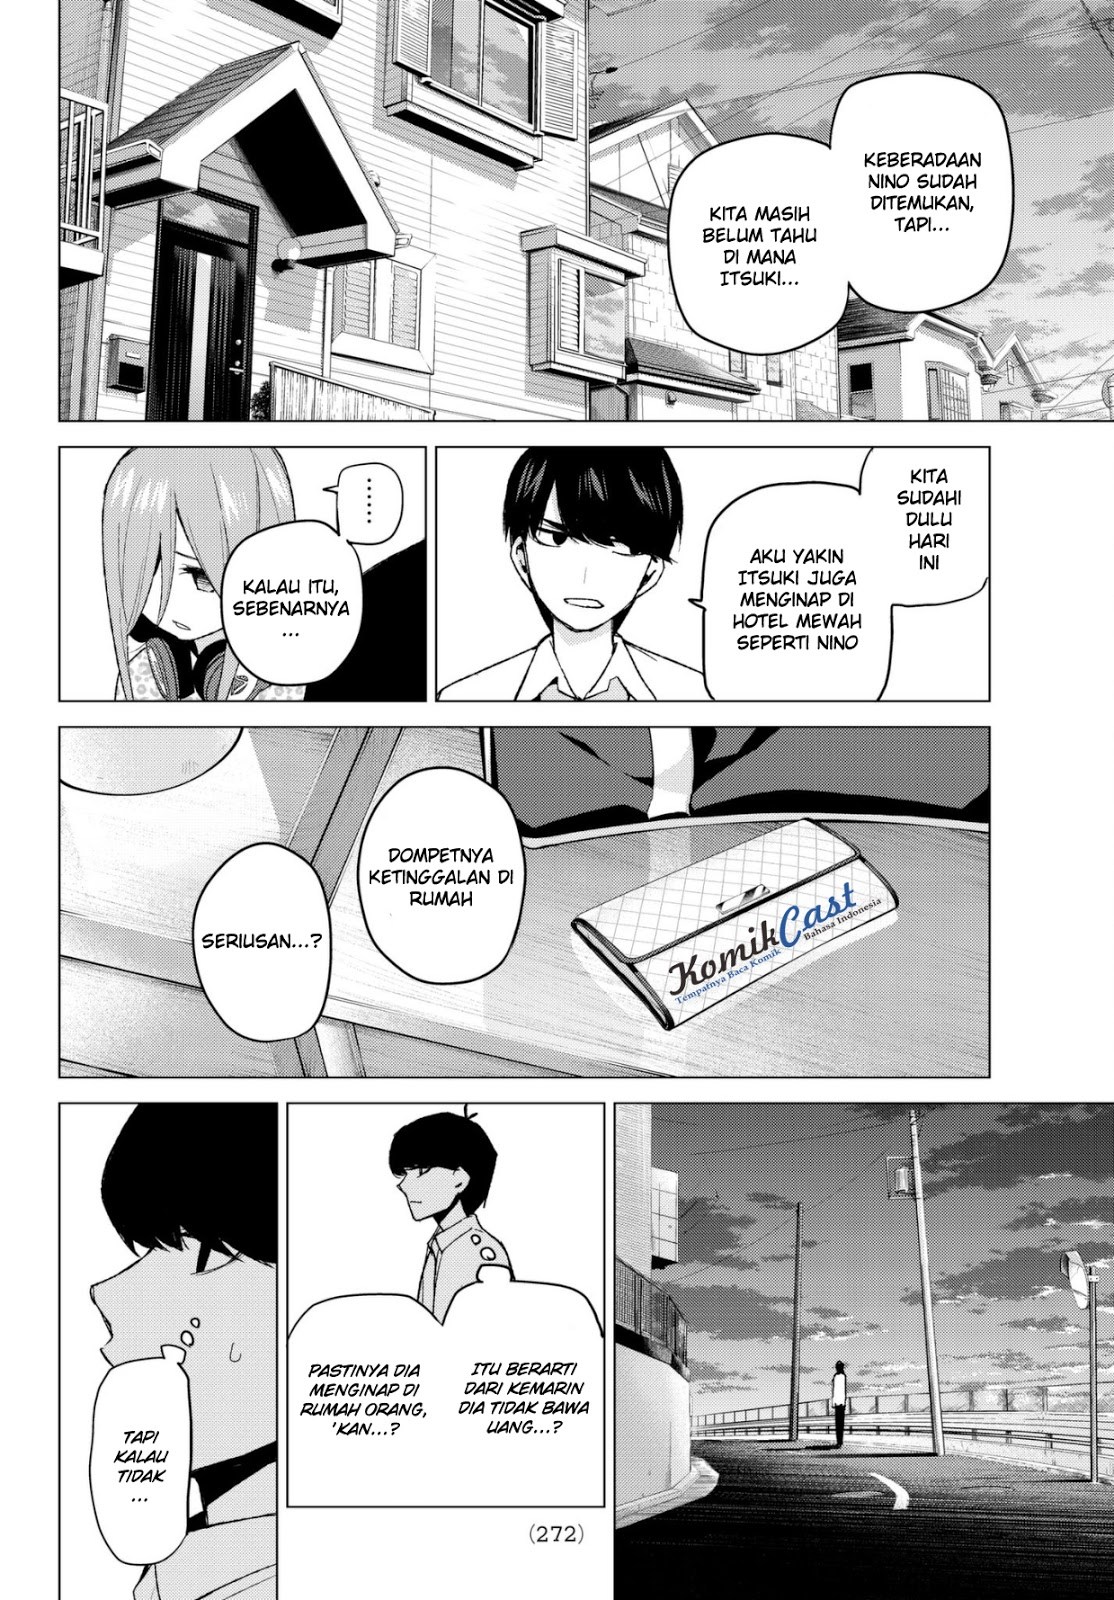 KEBERADAAN
NINO SUDAH
DITEMUKAN,
TAPI...
KITA MASIH
BELUM TAHU
DI MANA
ITSUKI...
KITA
SUDAHI
DULU
HARI
INI
AKU YAKIN
ITSUKI JUGA
MENGINAP DI
HOTEL MEWAH
SEPERTI NINO
......
KALAU ITU,
SEBENARNYA
...
DOMPETNYA
KETINGGALAN DI
RUMAH
SERIUSAN...?
KomikCast
Tempatnya Baca Komik Bahasa Indonesia
ITU BERARTI
DARI KEMARIN
DIA TIDAK BAWA
UANG...?
PASTINYA DIA
MENGINAP DI
RUMAH ORANG,
'KAN...?
TAPI
KALAU
TIDAK
...
(272)